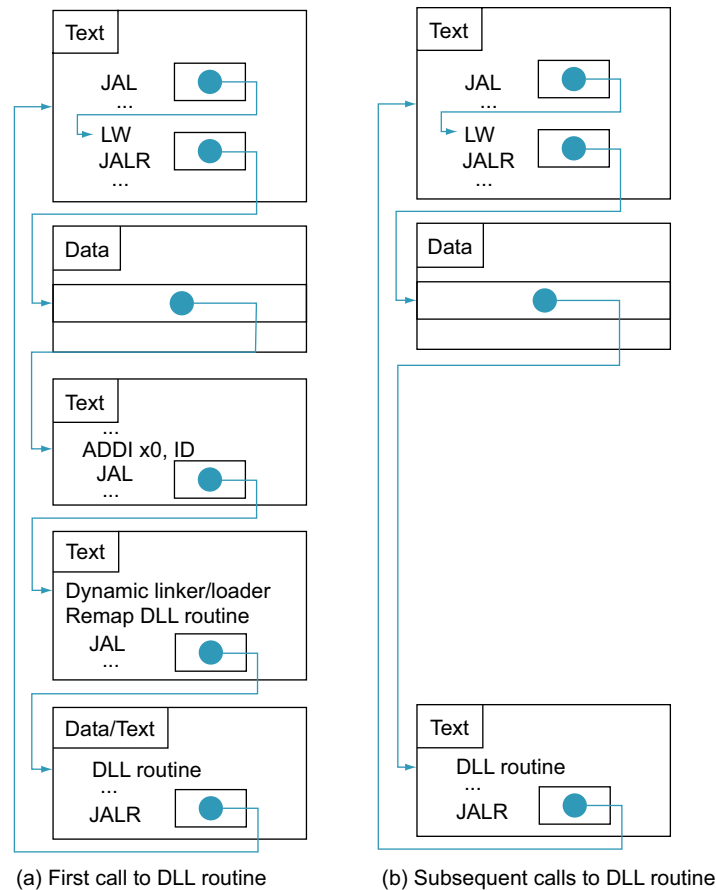 Text
JAL
...
LW
JALR
...
Data
Text
...
ADDI x0, ID
JAL
...
Text
Dynamic linker/loader
Remap DLL routine
JAL
...
Data/Text
DLL routine
...
JALR
(a) First call to DLL routine
Text
JAL
...
LW
JALR
...
Data
Text
DLL routine
...
JALR
(b) Subsequent calls to DLL routine